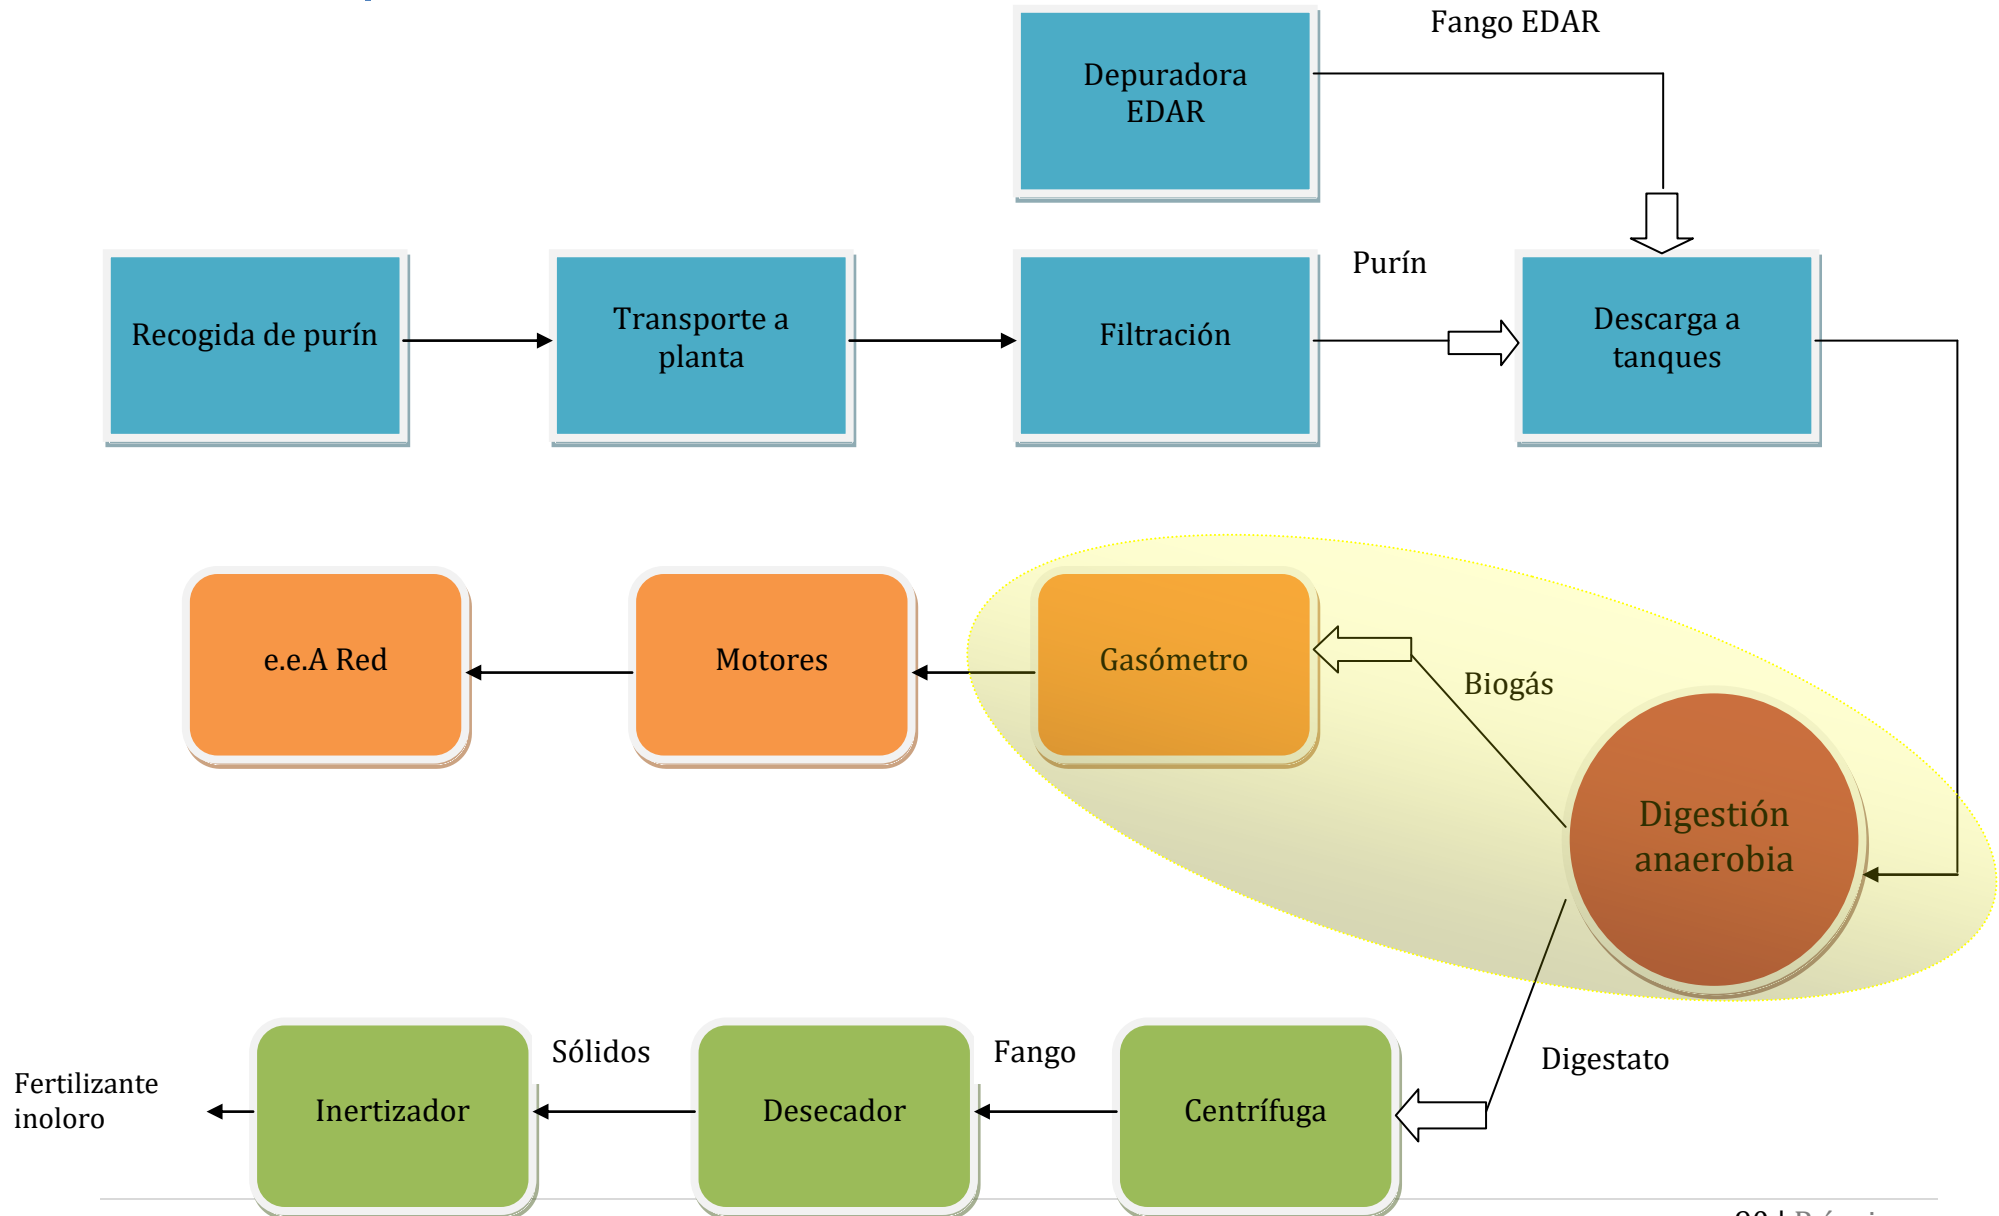 Fango EDAR
Depuradora
EDAR
Purín
Recogida de purín
Transporte a
planta
Filtración
Descarga a
tanques
e.e.A Red
Motores
Gasómetro
Biogás
Digestión
anaerobia
Fertilizante
inoloro
Inertizador
Sólidos
Desecador
Fango
Centrífuga
Digestato